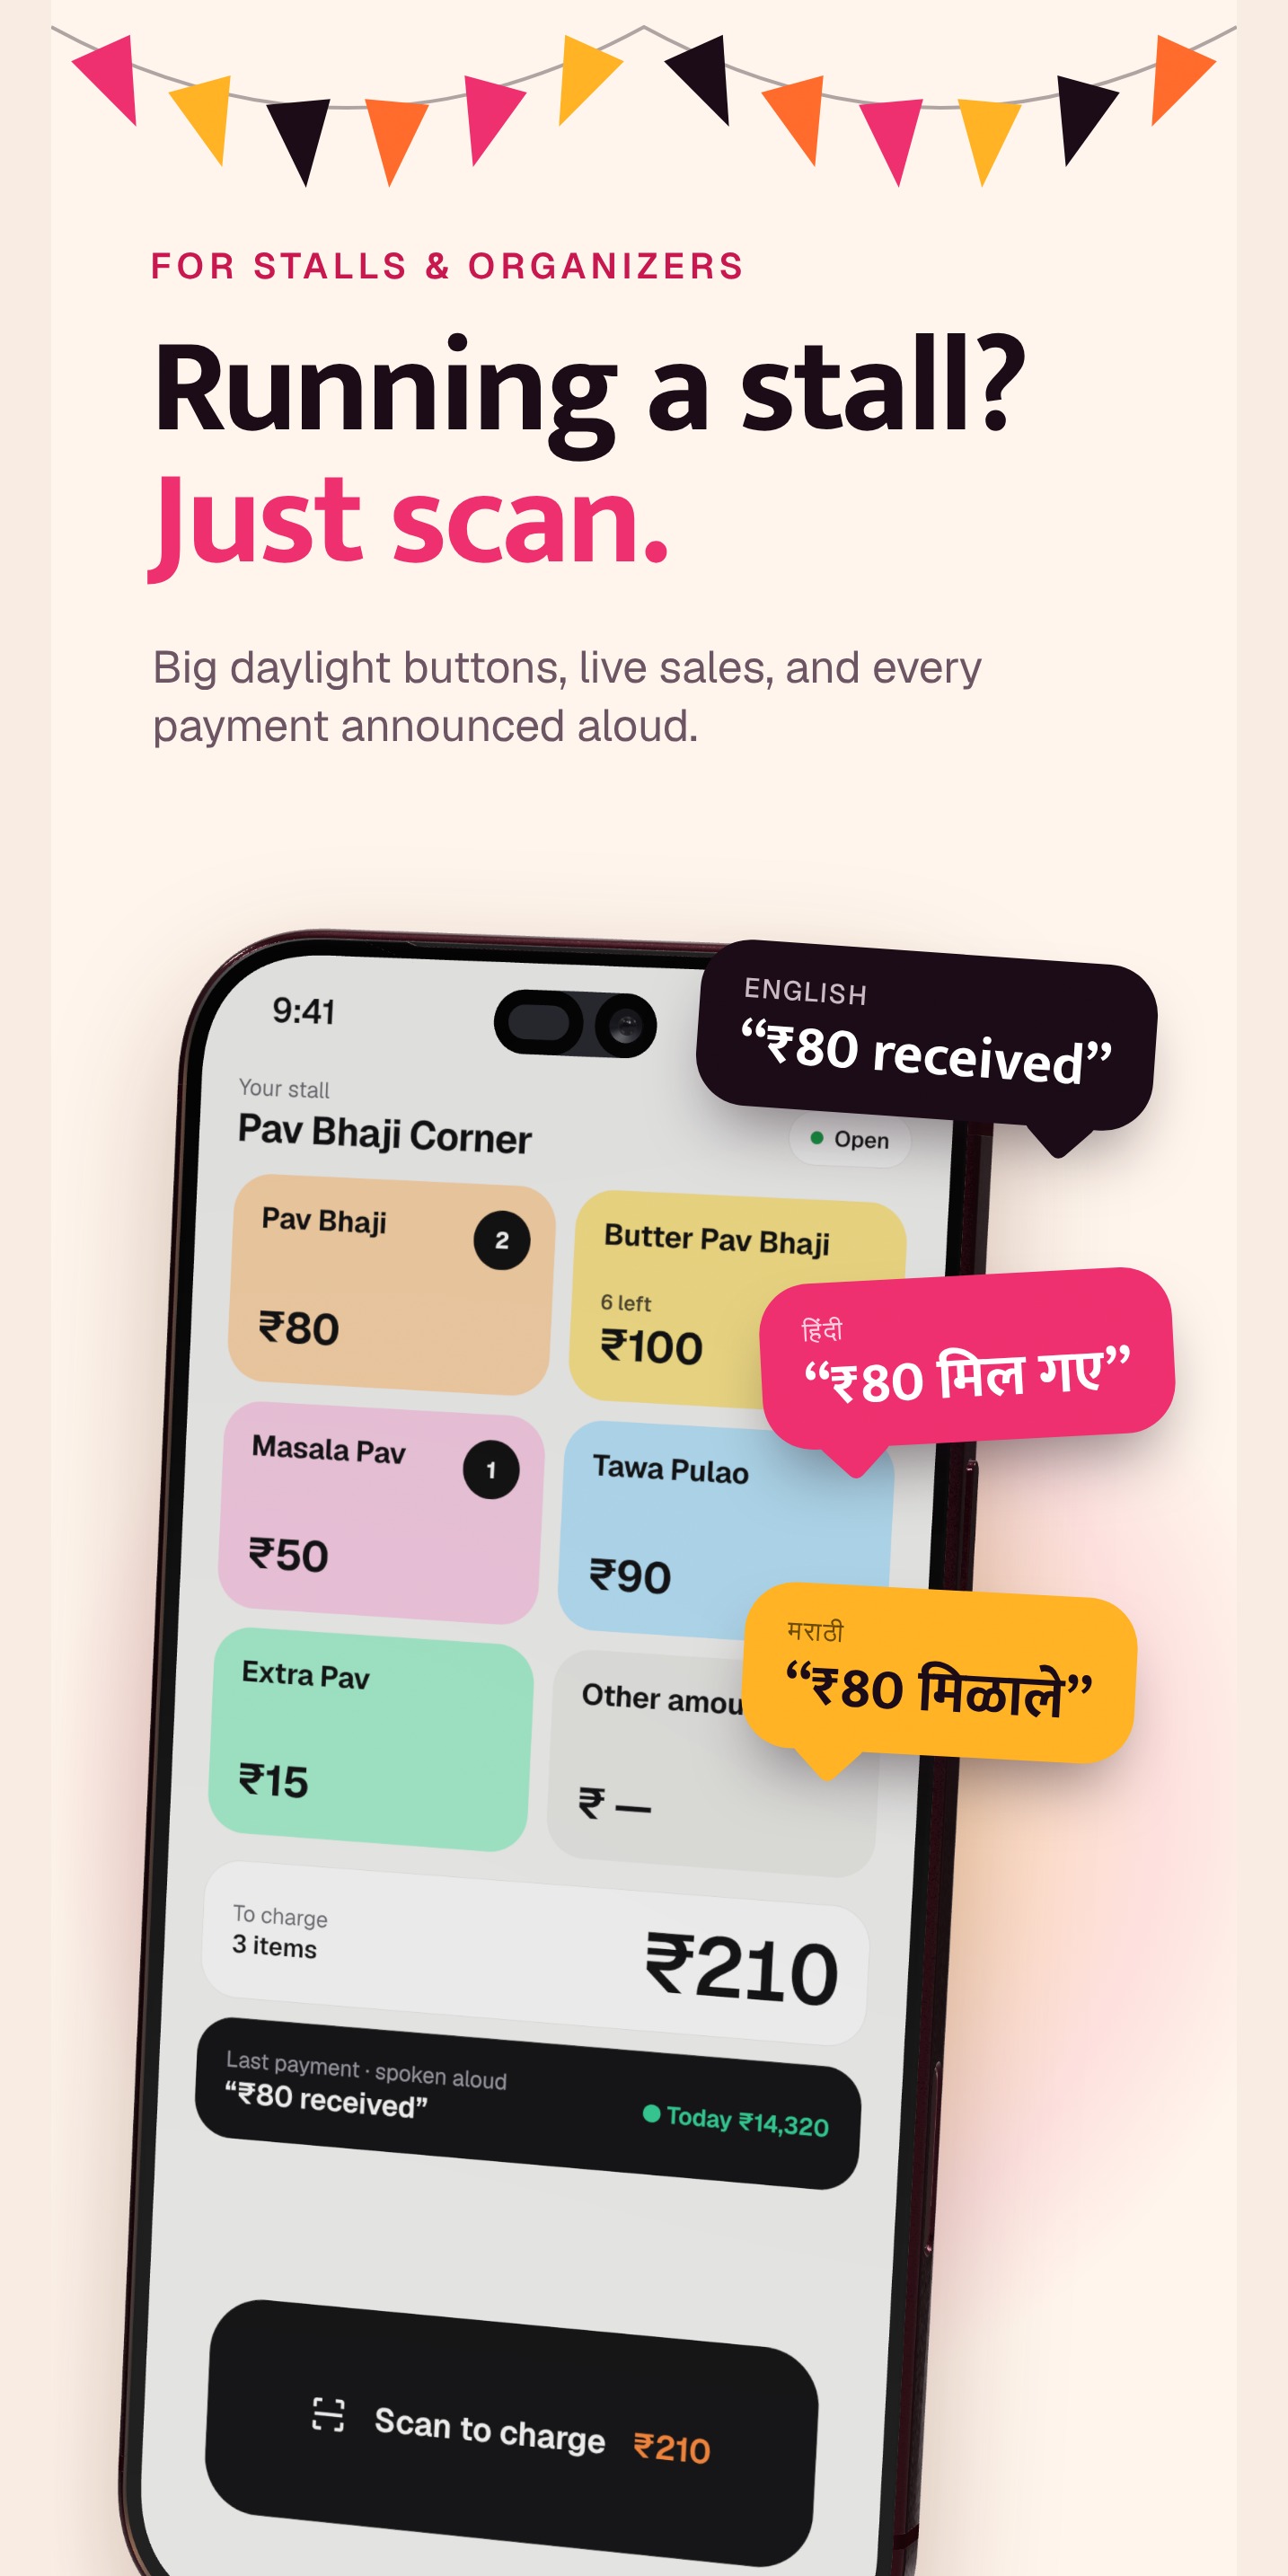 FOR STALLS & ORGANIZERS
Running a stall?
Just scan.
Big daylight buttons, live sales, and every
payment announced aloud.
9:41
ENGLISH
“₹80 received”
Your stall
Pav Bhaji Corner
Open
Pav Bhaji
2
₹80
Butter Pav Bhaji
6 left
₹100
हिंदी
“₹80 मिल गए”
Masala Pav
1
₹50
Tawa Pulao
₹90
मराठी
“₹80 मिळाले”
Extra Pav
₹15
Other amou
₹ —
To charge
3 items
₹210
Last payment · spoken aloud
“₹80 received”
Today ₹14,320
Scan to charge ₹210